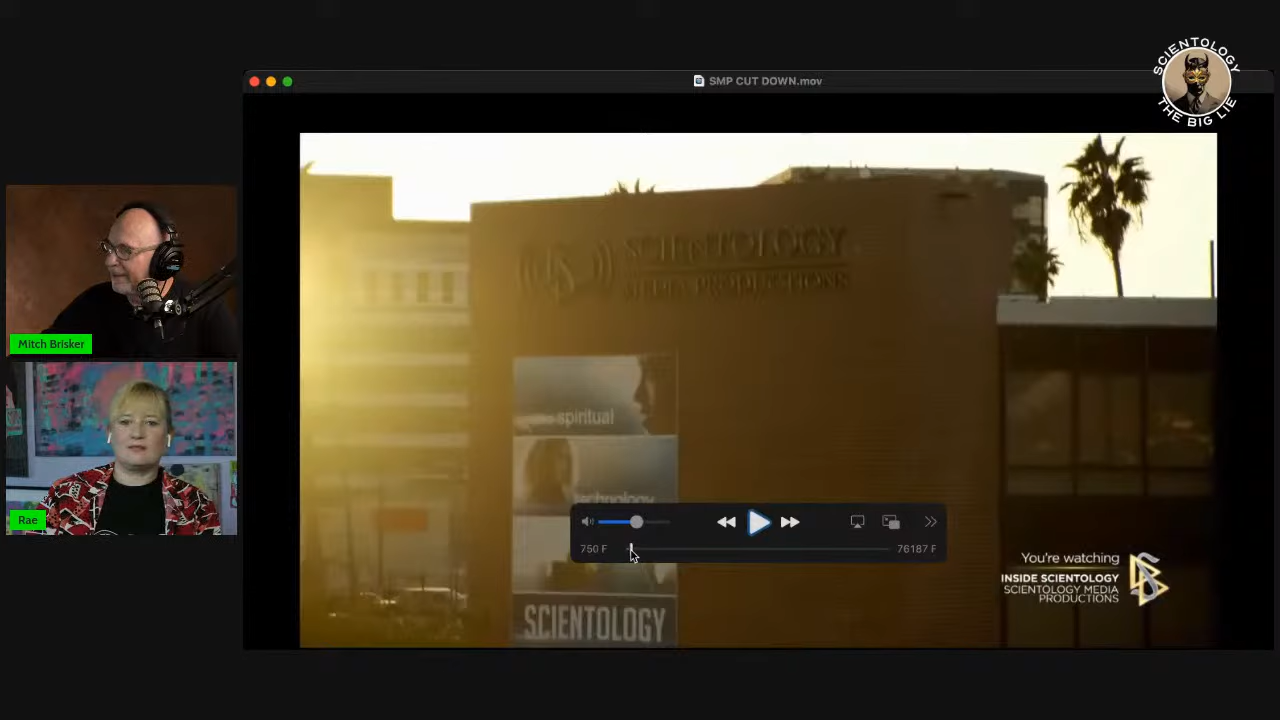 SMP CUT DOWN.mov
SCIENTOLOGY
THE BIG LIE
SCIENTOLOGY
MEDIA PRODUCTIONS
spiritual
technology
SCIENTOLOGY
750 F
76187 F
You're watching
INSIDE SCIENTOLOGY
SCIENTOLOGY MEDIA
PRODUCTIONS
Mitch Brisker
Rae